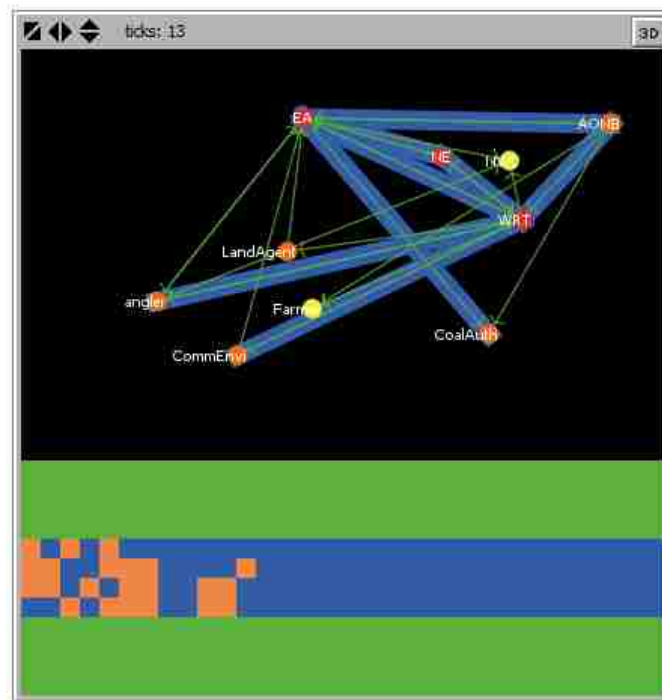 ticks: 13
3D
EA
AONB
NE
WRT
LandAgent
angler
Farm
CoalAuth
CommEnvi